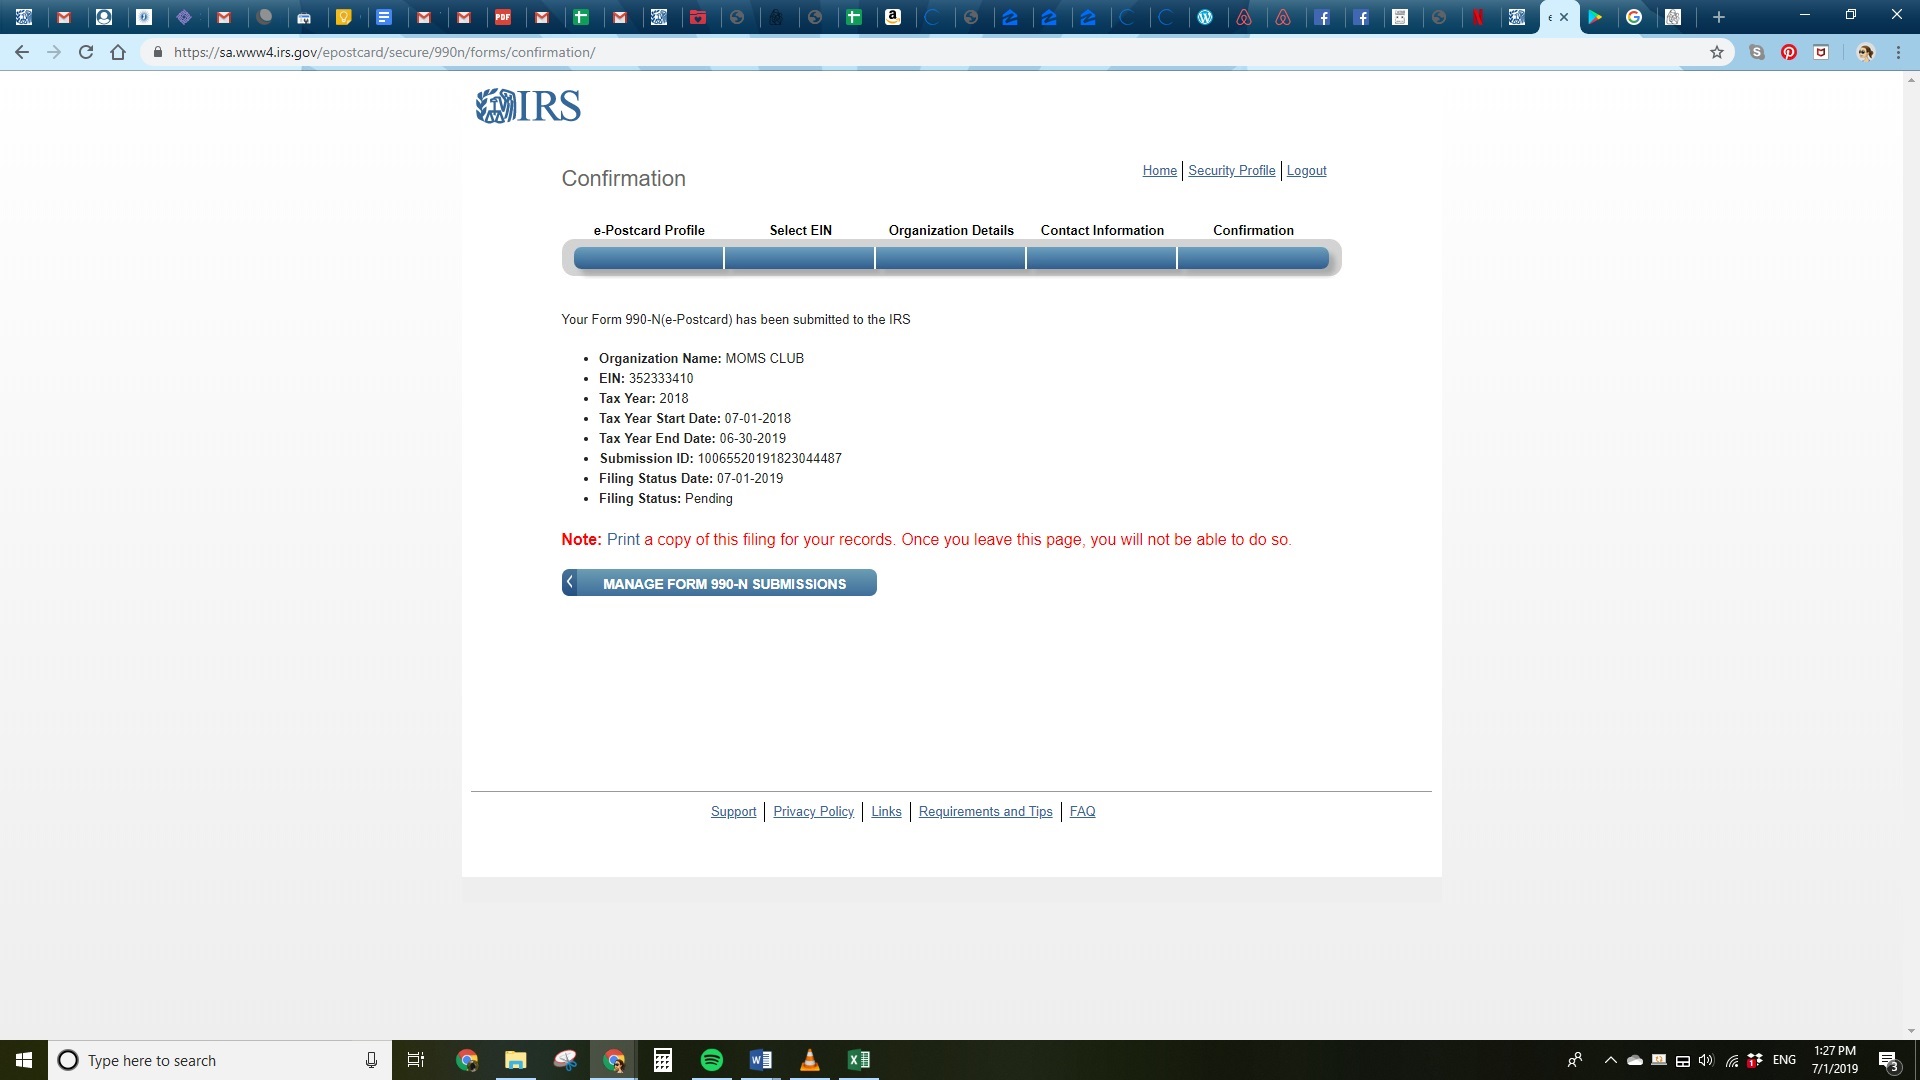 https://sa.www4.irs.gov/epostcard/secure/990n/forms/confirmation/
IRS
Confirmation
Home Security Profile Logout
e-Postcard Profile Select EIN Organization Details Contact Information Confirmation
Your Form 990-N(e-Postcard) has been submitted to the IRS
• Organization Name: MOMS CLUB
• EIN: 352333410
• Tax Year: 2018
• Tax Year Start Date: 07-01-2018
• Tax Year End Date: 06-30-2019
• Submission ID: 10065520191823044487
• Filing Status Date: 07-01-2019
• Filing Status: Pending
Note: Print a copy of this filing for your records. Once you leave this page, you will not be able to do so.
MANAGE FORM 990-N SUBMISSIONS
Support Privacy Policy Links Requirements and Tips FAQ
Type here to search
ENG
1:27 PM
7/1/2019
3